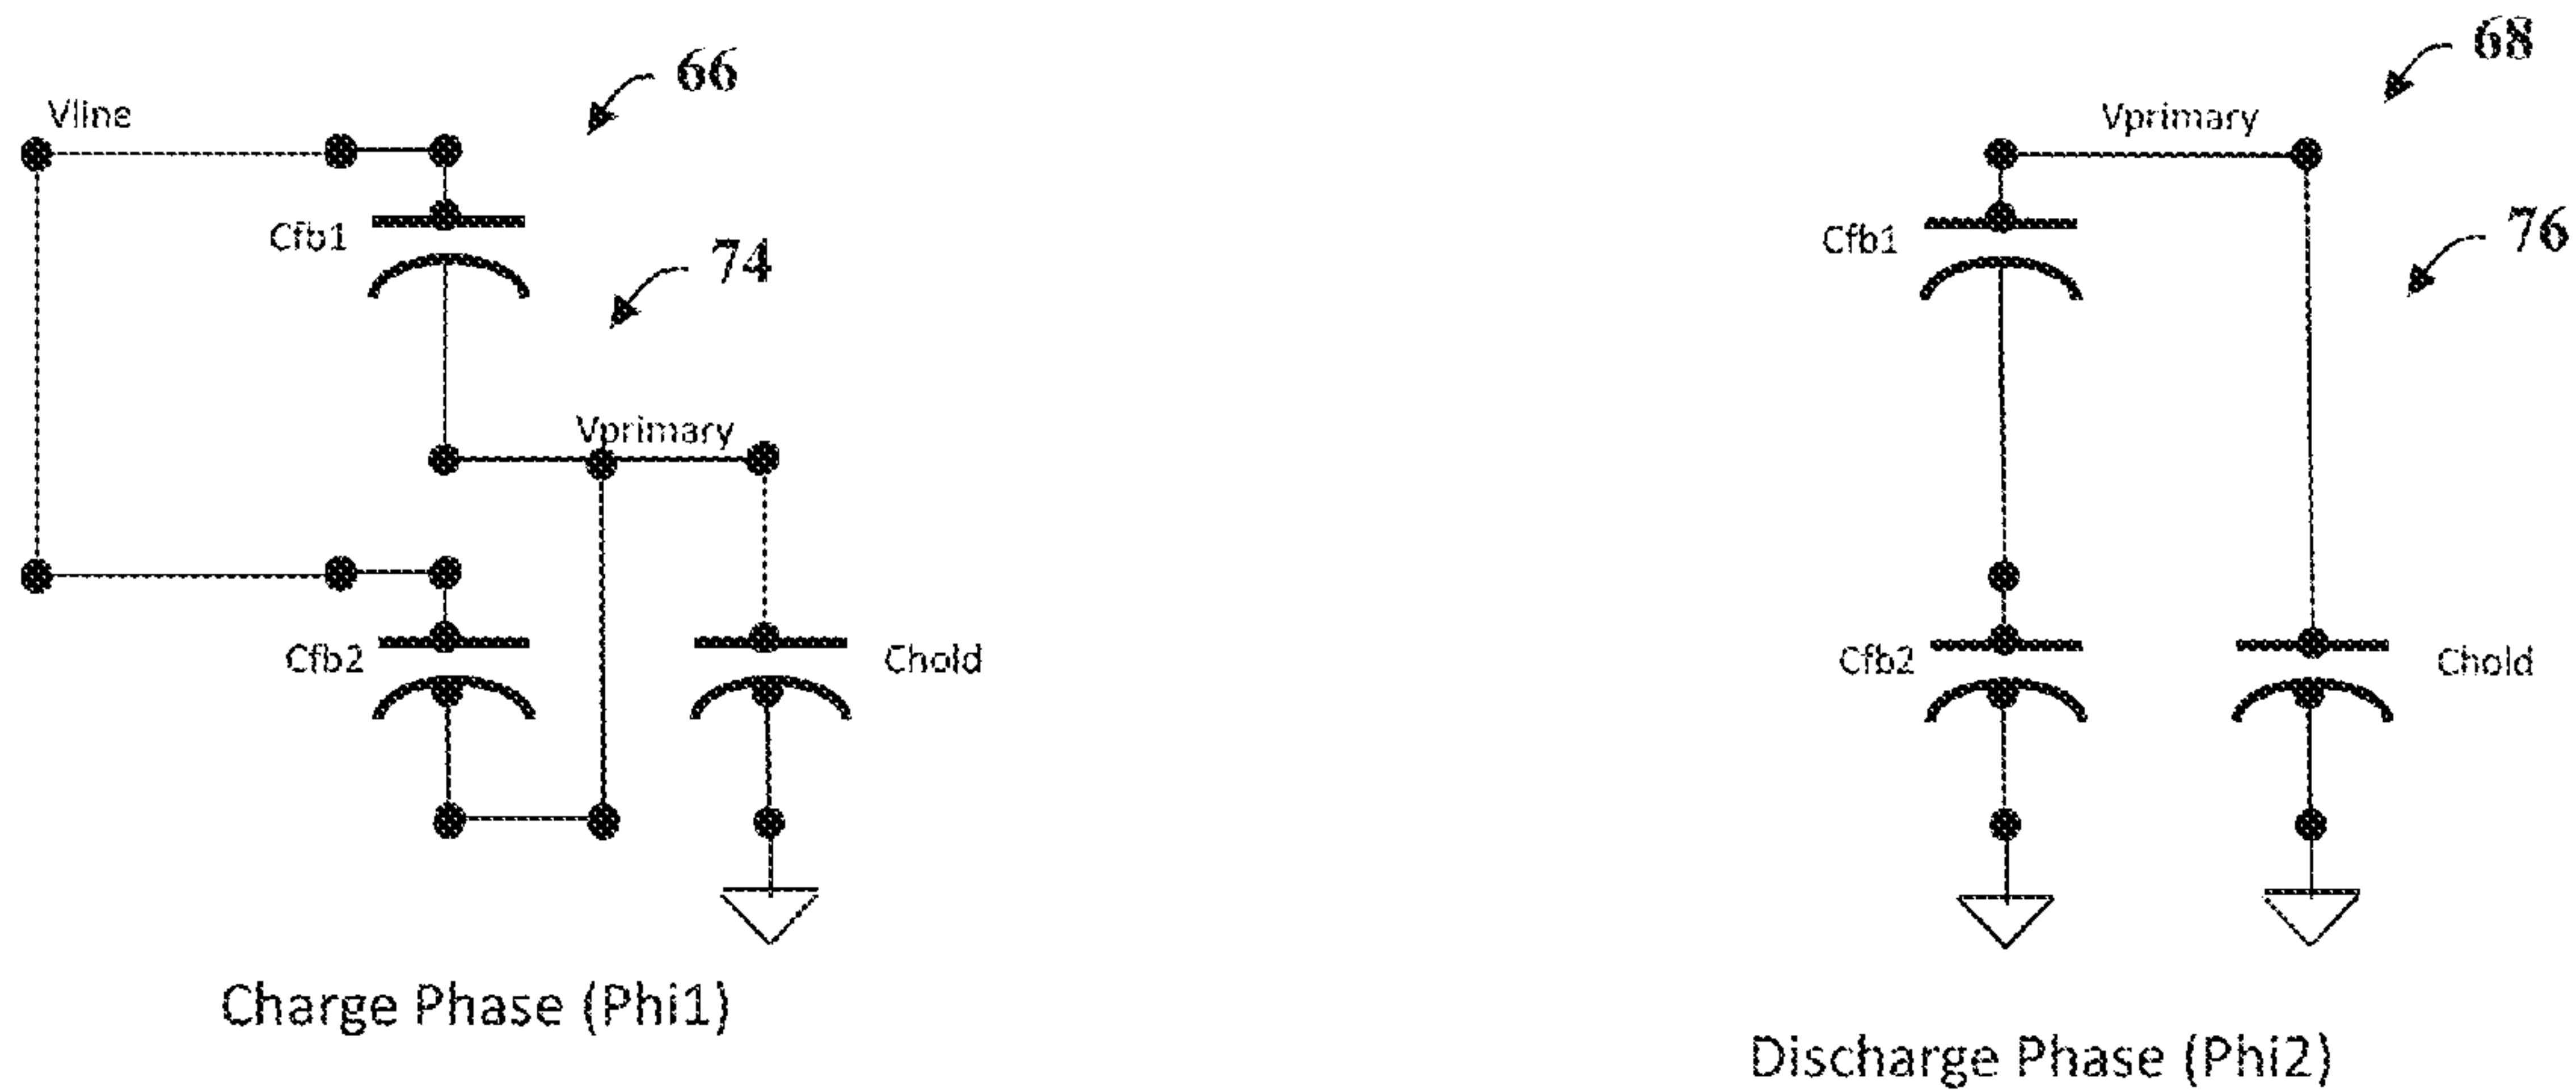 66
Vline
Cfb1
74
Vprimary
Cfb2
Chold
Charge Phase (Phi1)
68
Vprimary
76
Cfb1
Cfb2
Chold
Discharge Phase (Phi2)